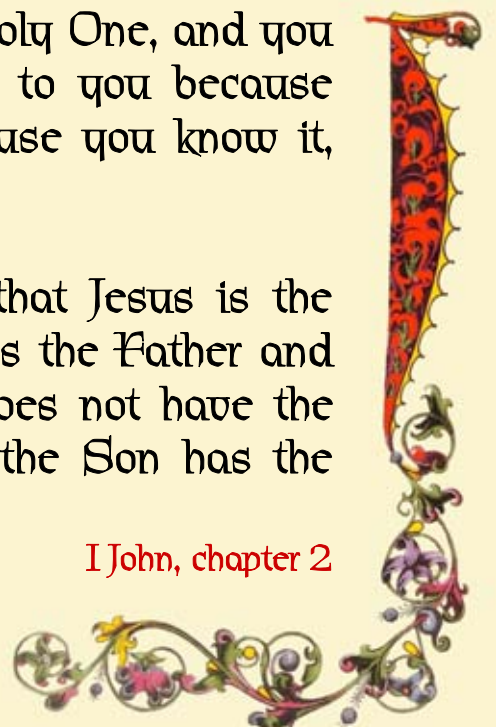 oly One, and you
to you because
use you know it,
that Jesus is the
s the Father and
oes not have the
the Son has the
I John, chapter 2